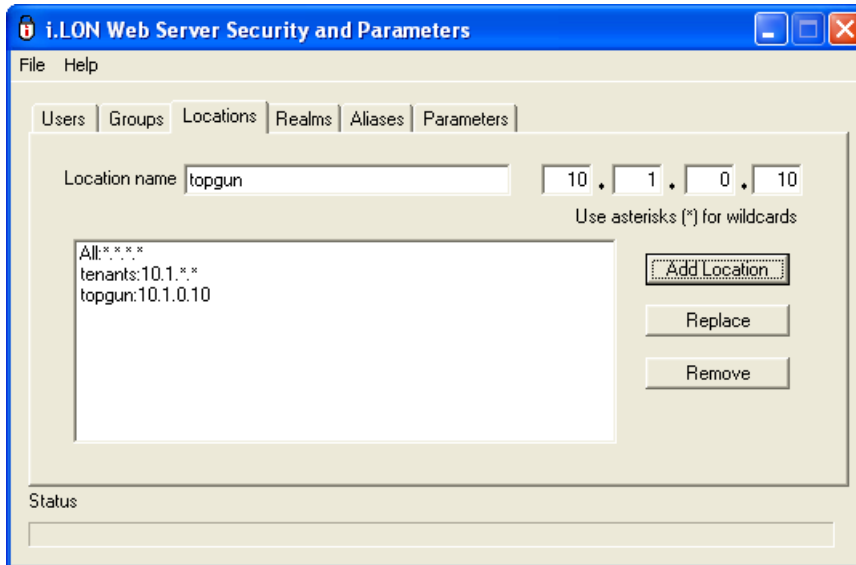 i.LON Web Server Security and Parameters
File Help
Users Groups Locations Realms Aliases Parameters
Location name topgun 10 . 1 . 0 . 10
Use asterisks (*) for wildcards
All:*.*.*.*
tenants:10.1.*.*
topgun:10.1.0.10
Add Location
Replace
Remove
Status